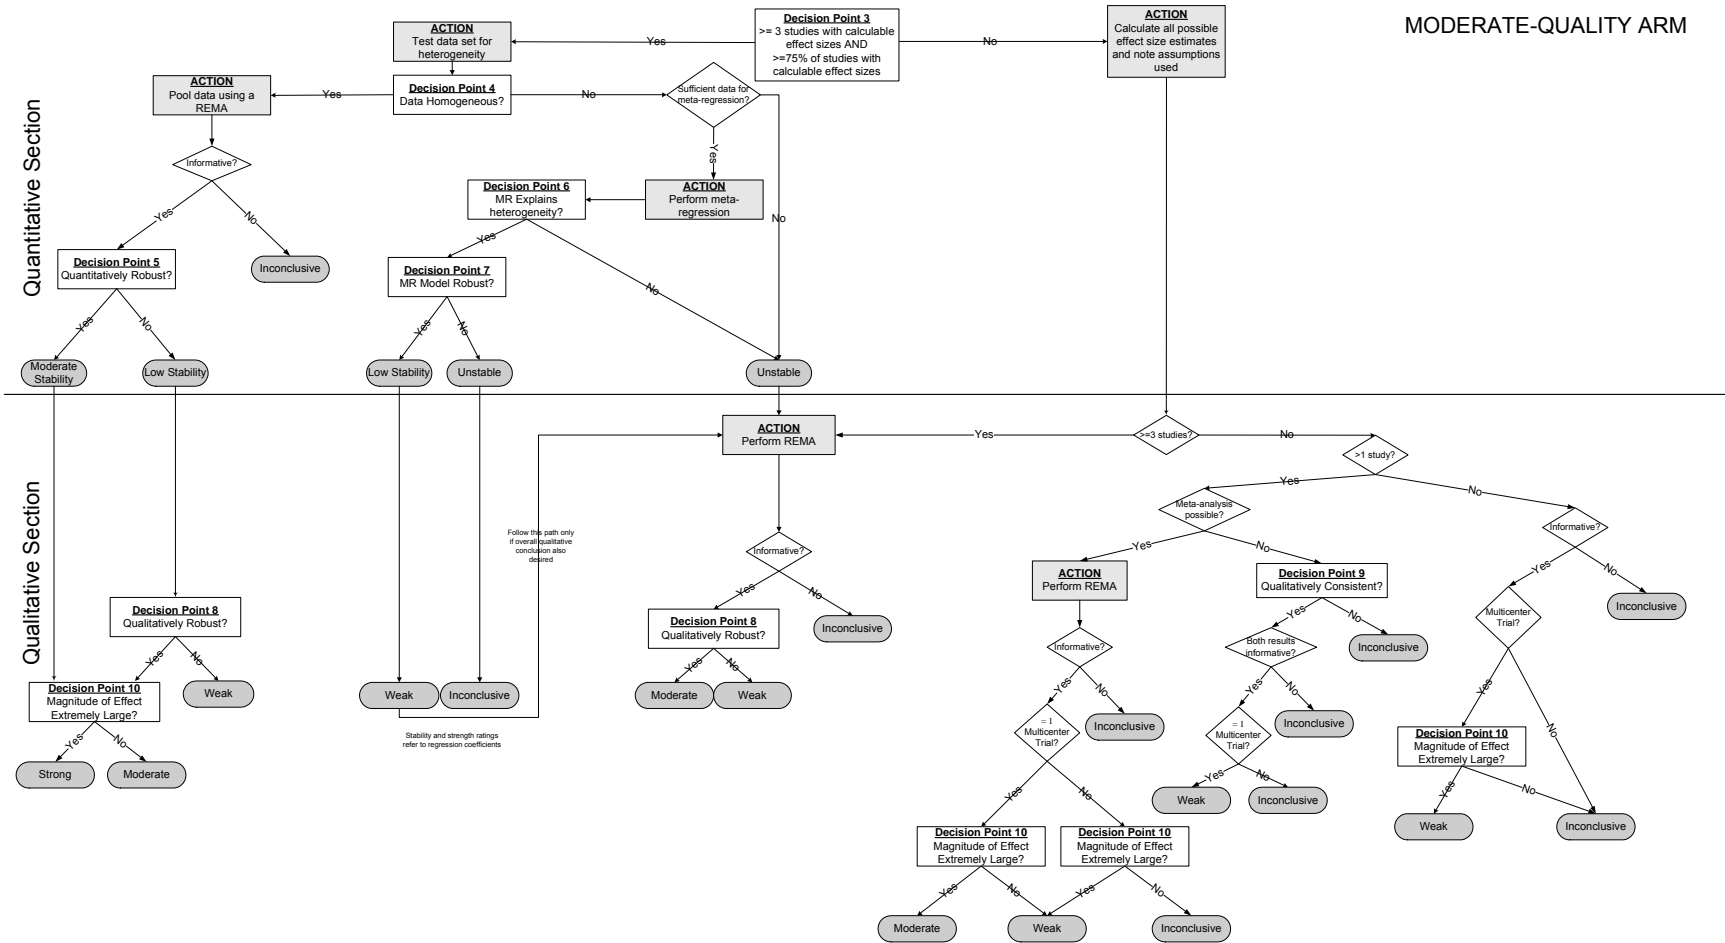 MODERATE-QUALITY ARM
Quantitative Section
Qualitative Section
Decision Point 3
>= 3 studies with calculable
effect sizes AND
>=75% of studies with
calculable effect sizes
Yes
No
ACTION
Test data set for
heterogeneity
ACTION
Calculate all possible
effect size estimates
and note assumptions
used
Decision Point 4
Data Homogeneous?
Yes
No
ACTION
Pool data using a
REMA
Sufficient data for
meta-regression?
Yes
No
Informative?
Yes
No
Inconclusive
ACTION
Perform meta-
regression
Decision Point 6
MR Explains
heterogeneity?
Yes
No
Decision Point 5
Quantitatively Robust?
Yes
No
Decision Point 7
MR Model Robust?
Yes
No
Moderate
Stability
Low Stability
Low Stability
Unstable
Unstable
ACTION
Perform REMA
Yes
>=3 studies?
No
>1 study?
Yes
No
Follow this path only
if overall qualitative
conclusion also
desired
Informative?
Yes
No
Inconclusive
Decision Point 8
Qualitatively Robust?
Yes
No
Moderate
Weak
Decision Point 8
Qualitatively Robust?
Yes
No
Weak
Decision Point 10
Magnitude of Effect
Extremely Large?
Yes
No
Strong
Moderate
Weak
Inconclusive
Stability and strength ratings
refer to regression coefficients
Meta-analysis
possible?
Yes
No
ACTION
Perform REMA
Informative?
Yes
No
Inconclusive
= 1
Multicenter
Trial?
Yes
No
Decision Point 10
Magnitude of Effect
Extremely Large?
Yes
No
Decision Point 10
Magnitude of Effect
Extremely Large?
Yes
No
Moderate
Weak
Inconclusive
Decision Point 9
Qualitatively Consistent?
Yes
No
Inconclusive
Both results
informative?
Yes
No
Inconclusive
= 1
Multicenter
Trial?
Yes
No
Weak
Inconclusive
Informative?
Yes
No
Inconclusive
Multicenter
Trial?
Yes
No
Decision Point 10
Magnitude of Effect
Extremely Large?
Yes
No
Weak
Inconclusive